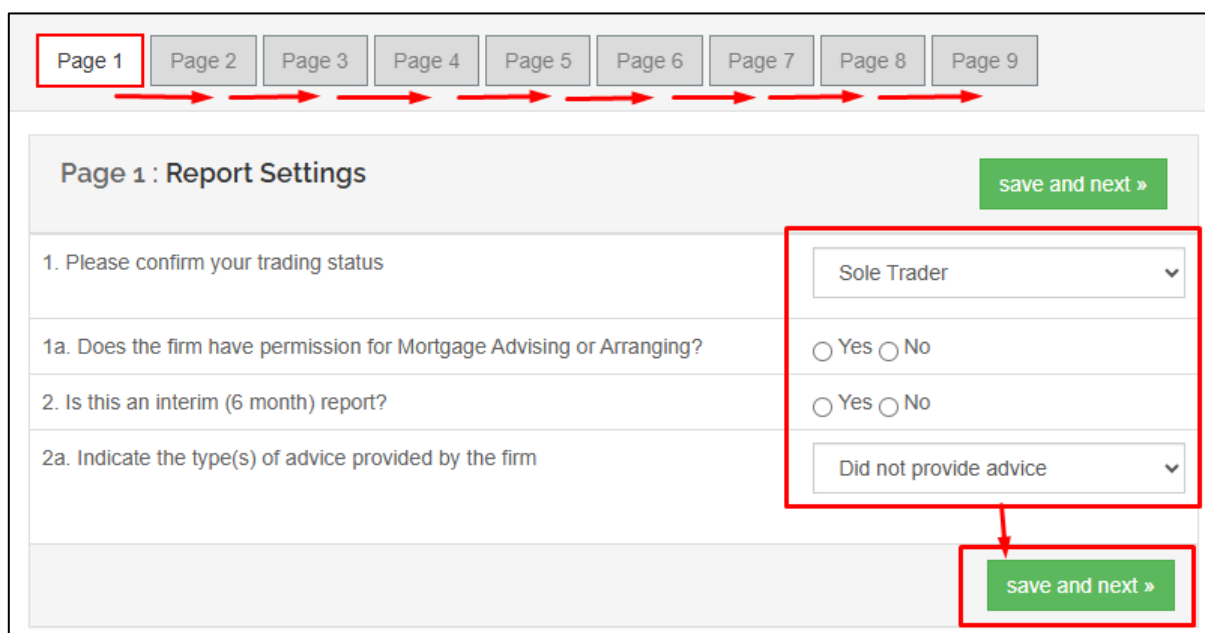 Page 1 Page 2 Page 3 Page 4 Page 5 Page 6 Page 7 Page 8 Page 9
Page 1 : Report Settings
save and next »
1. Please confirm your trading status
Sole Trader
1a. Does the firm have permission for Mortgage Advising or Arranging?
Yes No
2. Is this an interim (6 month) report?
Yes No
2a. Indicate the type(s) of advice provided by the firm
Did not provide advice
save and next »